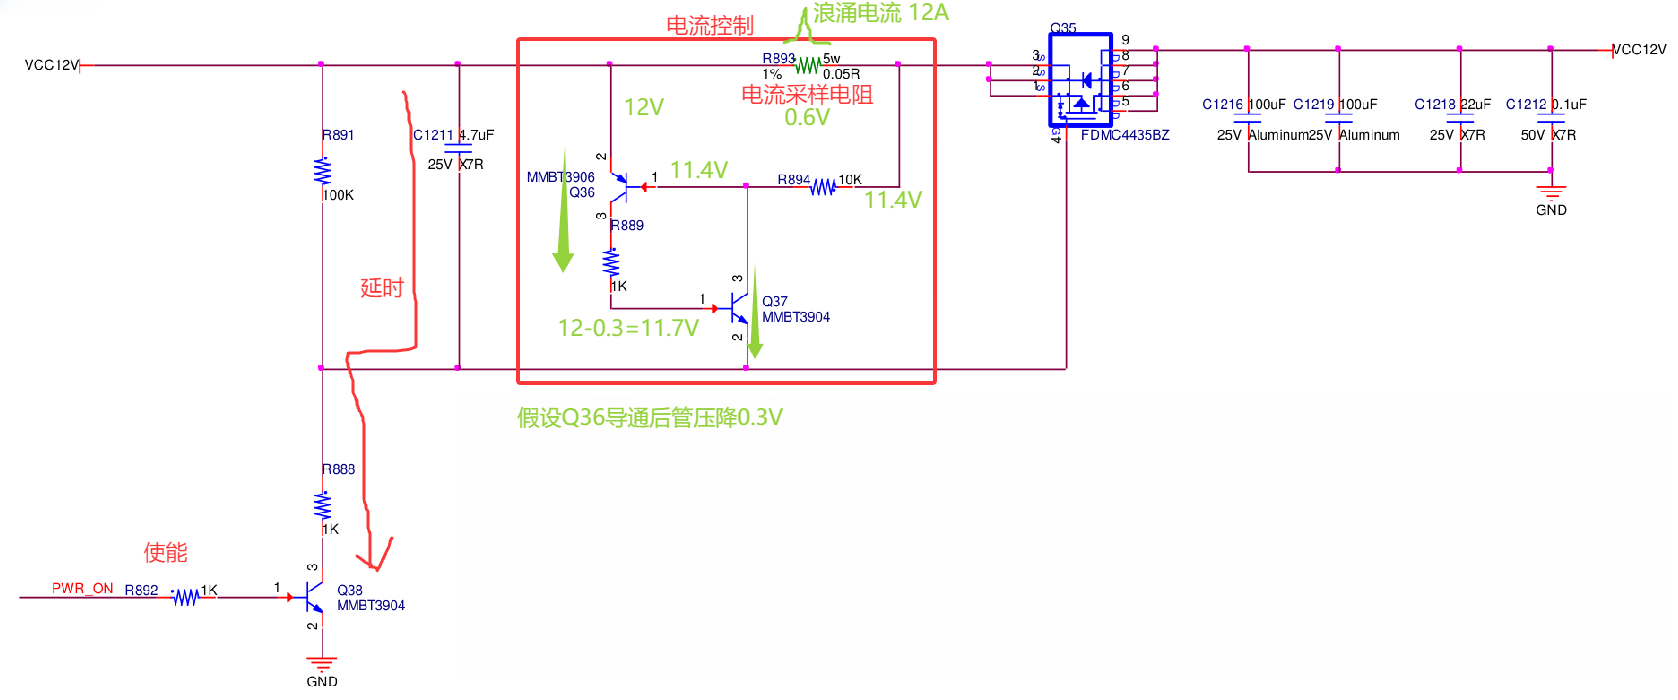 电流控制
浪涌电流 12A
Q35
VCC12V
R893
5w
1%
0.05R
电流采样电阻
0.6V
12V
3
2
1
S
S
S
9
8
7
6
5
D
D
D
D
G
4
FDMC4435BZ
VCC12V
C1216
100uF
25V
Aluminum
C1219
100uF
25V
Aluminum
C1218
22uF
25V
X7R
C1212
0.1uF
50V
X7R
GND
R891
100K
C1211
4.7uF
25V
X7R
2
MMBT3906
Q36
1
11.4V
R894
10K
11.4V
3
R889
1K
延时
12-0.3=11.7V
1
3
Q37
MMBT3904
2
假设Q36导通后管压降0.3V
R888
1K
使能
PWR_ON
R892
1K
1
3
Q38
MMBT3904
2
GND